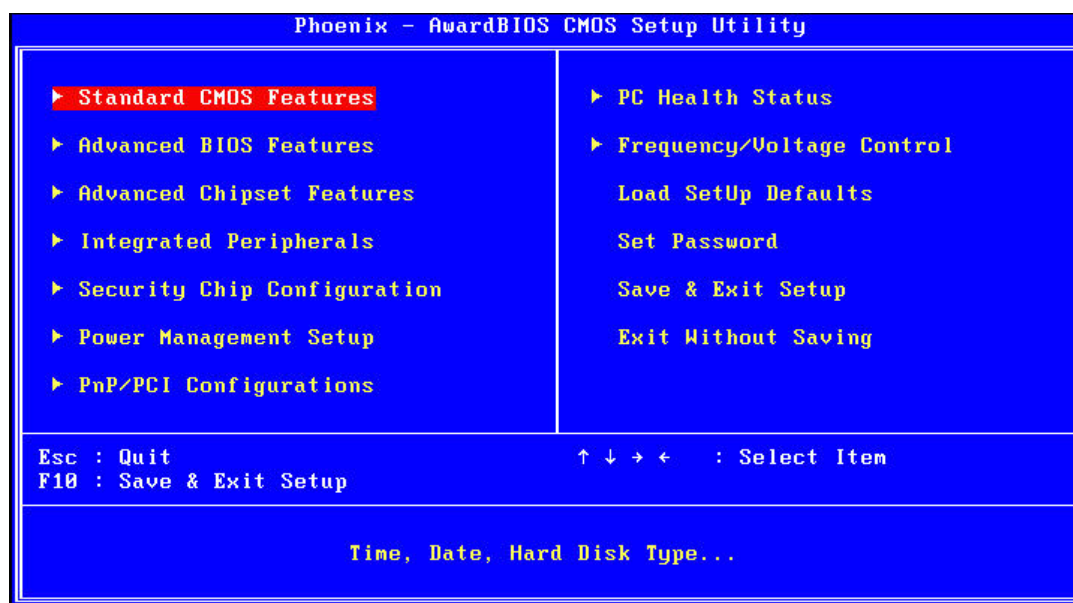 Phoenix - AwardBIOS CMOS Setup Utility
▶ Standard CMOS Features
▶ Advanced BIOS Features
▶ Advanced Chipset Features
▶ Integrated Peripherals
▶ Security Chip Configuration
▶ Power Management Setup
▶ PnP/PCI Configurations
▶ PC Health Status
▶ Frequency/Voltage Control
Load SetUp Defaults
Set Password
Save & Exit Setup
Exit Without Saving
Esc : Quit
F10 : Save & Exit Setup
↑ ↓ → ← : Select Item
Time, Date, Hard Disk Type...